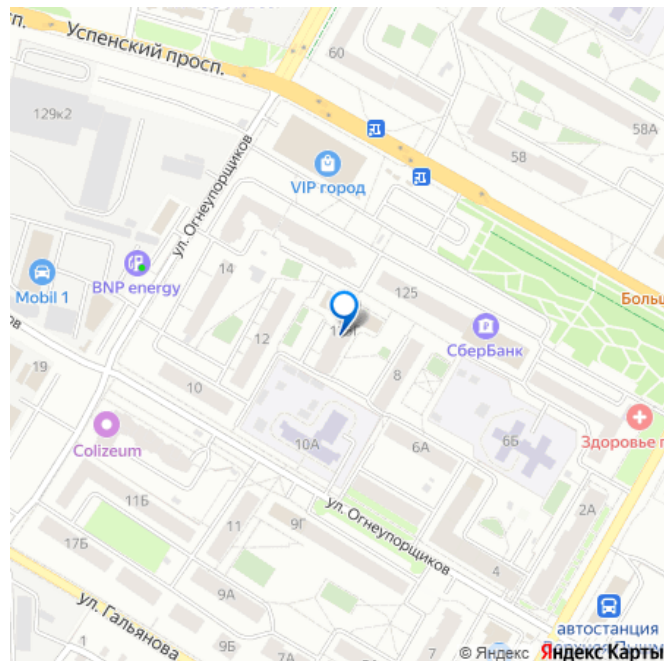 сп.
Успенский просп.
60
129к2
58А
58
VIP город
ул. Огнеупорщиков
14
BNP energy
Mobil 1
125
Больш
СберБанк
12
8
19
10
Colizeum
10А
6А
6Б
Здоровье п
11Б
11
9Г
ул. Огнеупорщиков
2А
17Б
9А
4
ул. Гальянова
1
9Б
7
автостанция
© Яндекс Яндекс Карты